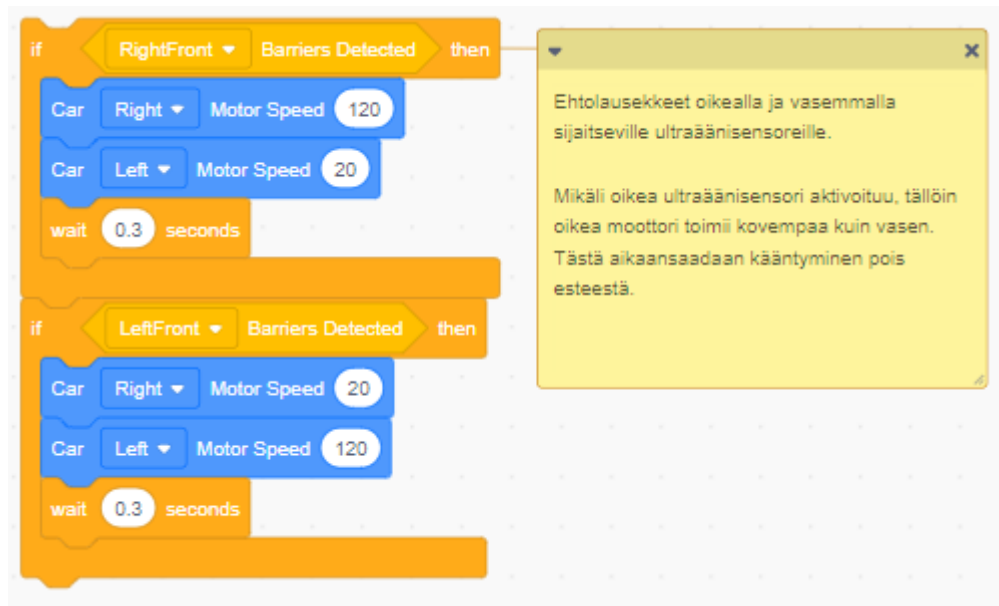 if RightFront Barriers Detected then
Car Right Motor Speed 120
Car Left Motor Speed 20
wait 0.3 seconds
if LeftFront Barriers Detected then
Car Right Motor Speed 20
Car Left Motor Speed 120
wait 0.3 seconds
Ehtolausekkeet oikealla ja vasemmalla
sijaitseville ultraäänisensoreille.
Mikäli oikea ultraäänisensori aktivoituu, tällöin
oikea moottori toimii kovempaa kuin vasen.
Tästä aikaansaadaan kääntyminen pois
esteestä.